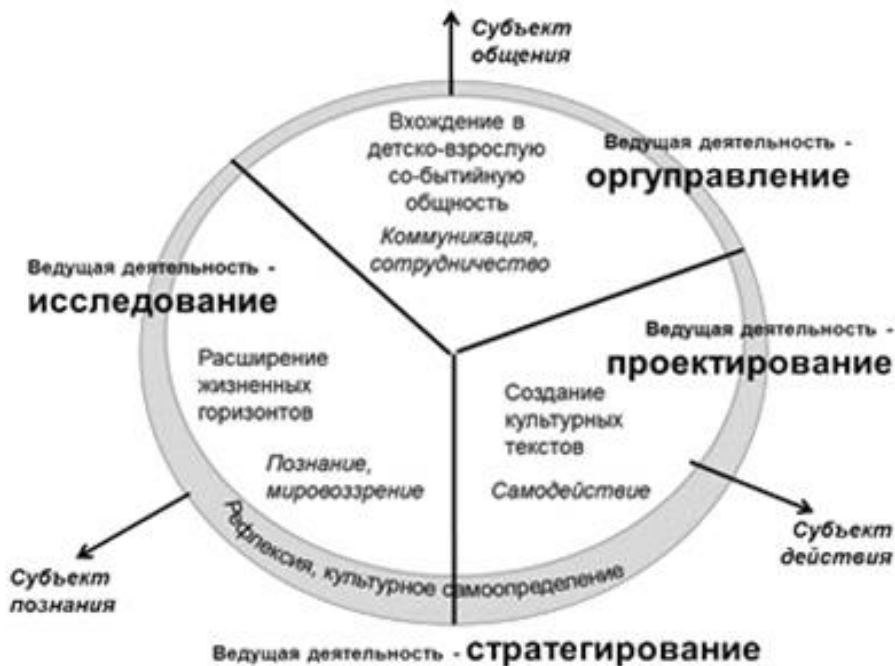 Субъект
общения
Вхождение в
детско-взрослую
со-бытийную
общность
Коммуникация,
сотрудничество
Ведущая деятельность -
оргуправление
Ведущая деятельность -
исследование
Расширение
жизненных
горизонтов
Познание,
мировоззрение
Ведущая деятельность -
проектирование
Создание
культурных
текстов
Самодействие
Субъект
познания
Субъект
действия
Рефлексия, культурное самоопределение
Ведущая деятельность - стратегирование